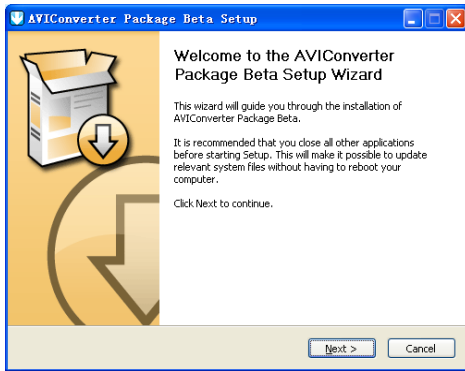 AVIConverter Package Beta Setup
Welcome to the AVIConverter
Package Beta Setup Wizard
This wizard will guide you through the installation of
AVIConverter Package Beta.
It is recommended that you close all other applications
before starting Setup. This will make it possible to update
relevant system files without having to reboot your
computer.
Click Next to continue.
Next >
Cancel